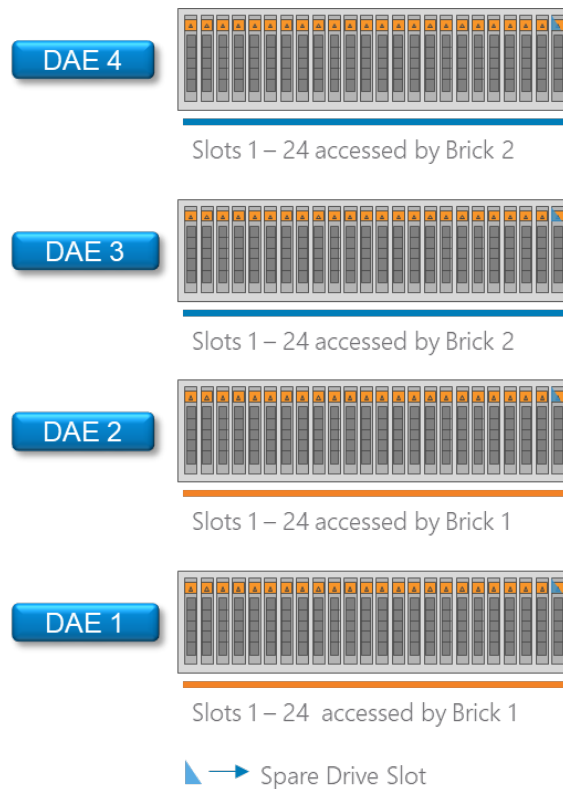 DAE 4
Slots 1 – 24 accessed by Brick 2
DAE 3
Slots 1 – 24 accessed by Brick 2
DAE 2
Slots 1 – 24 accessed by Brick 1
DAE 1
Slots 1 – 24 accessed by Brick 1
Spare Drive Slot